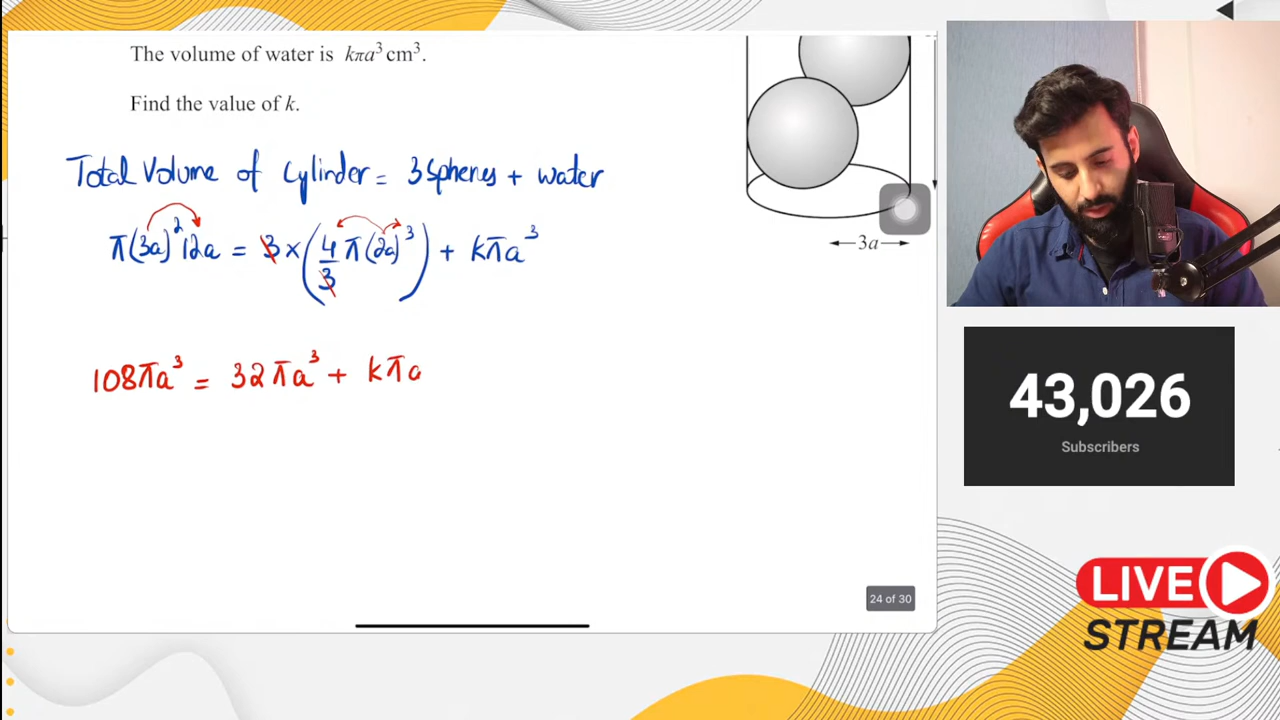 The volume of water is kπa³ cm³.
Find the value of k.
Total Volume of Cylinder = 3 Spheres + water
π(3a)² 12a = 3 × (4/3 π(2a)³) + kπa³
3a
108πa³ = 32πa³ + kπa
43,026
Subscribers
24 of 30
LIVE
STREAM